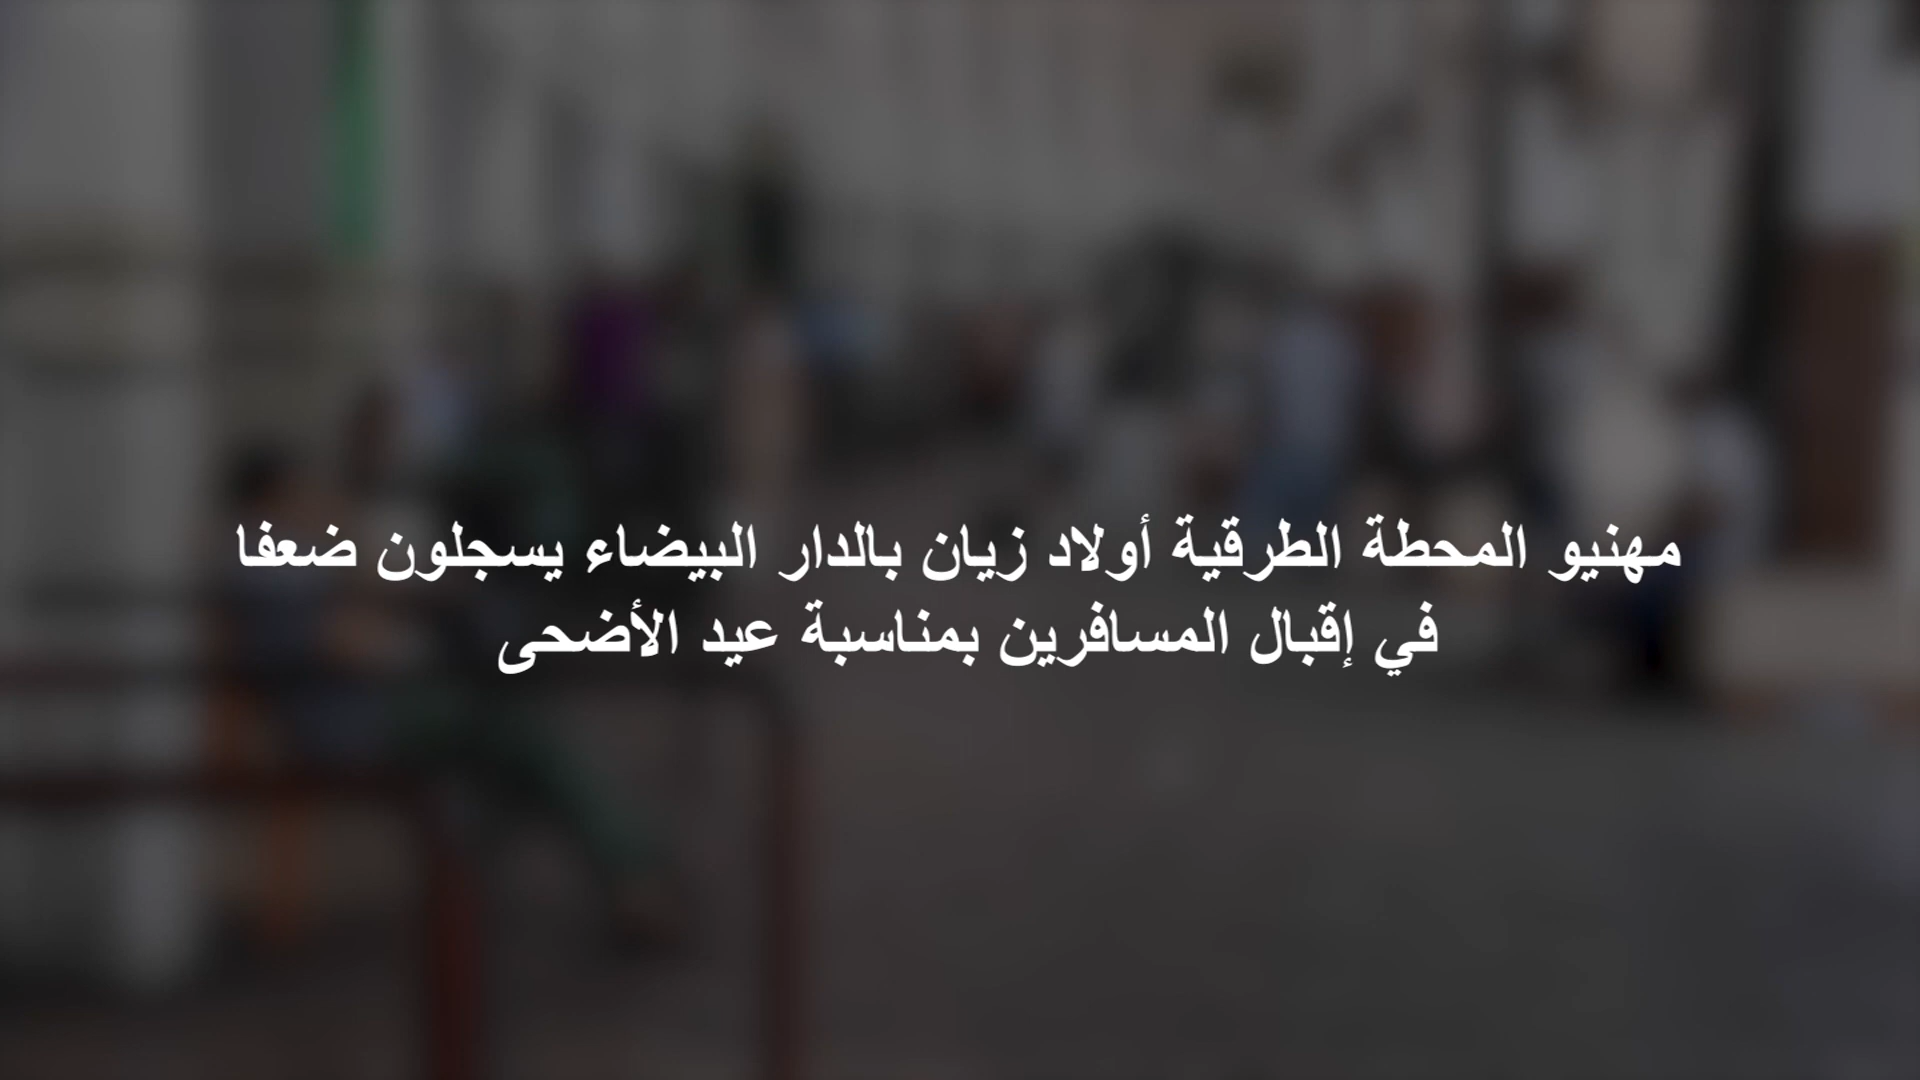 مهنيو المحطة الطرقية أولاد زيان بالدار البيضاء يسجلون ضعفا
في إقبال المسافرين بمناسبة عيد الأضحى